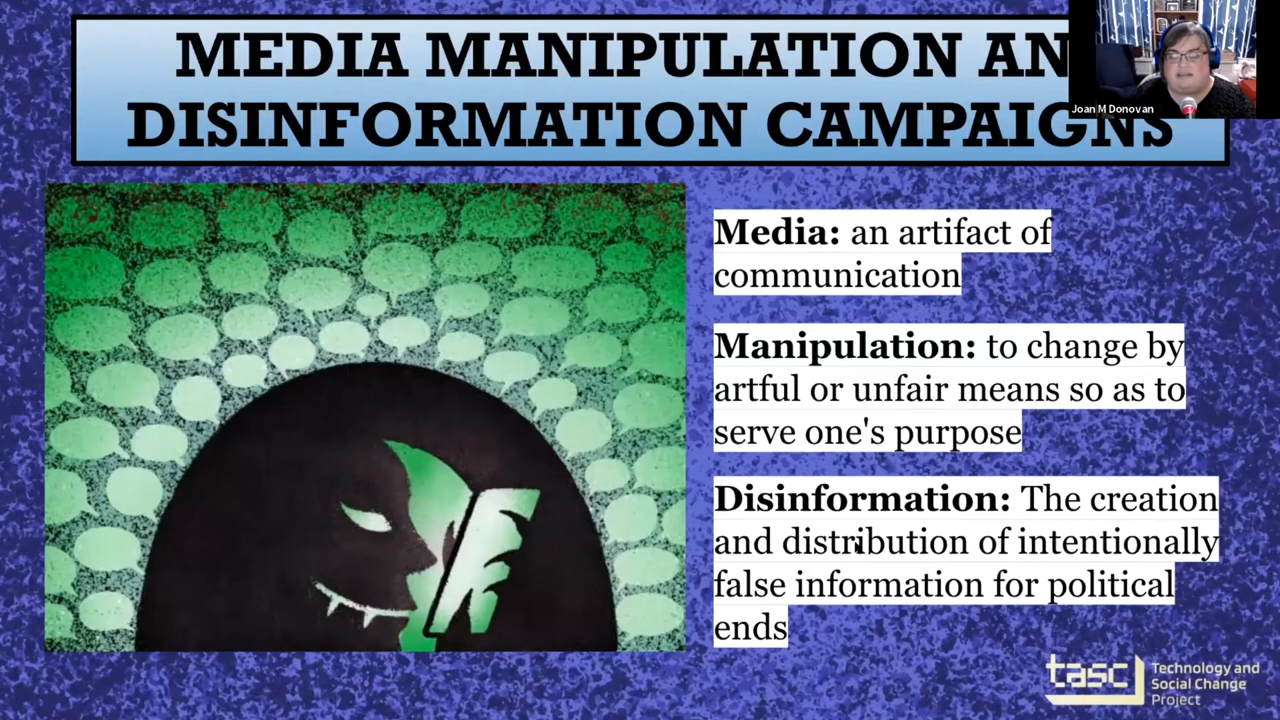 MEDIA MANIPULATION AN
DISINFORMATION CAMPAIGNS
Joan M Donovan
Media: an artifact of
communication
Manipulation: to change by
artful or unfair means so as to
serve one's purpose
Disinformation: The creation
and distribution of intentionally
false information for political
ends
tasc
Technology and
Social Change
Project